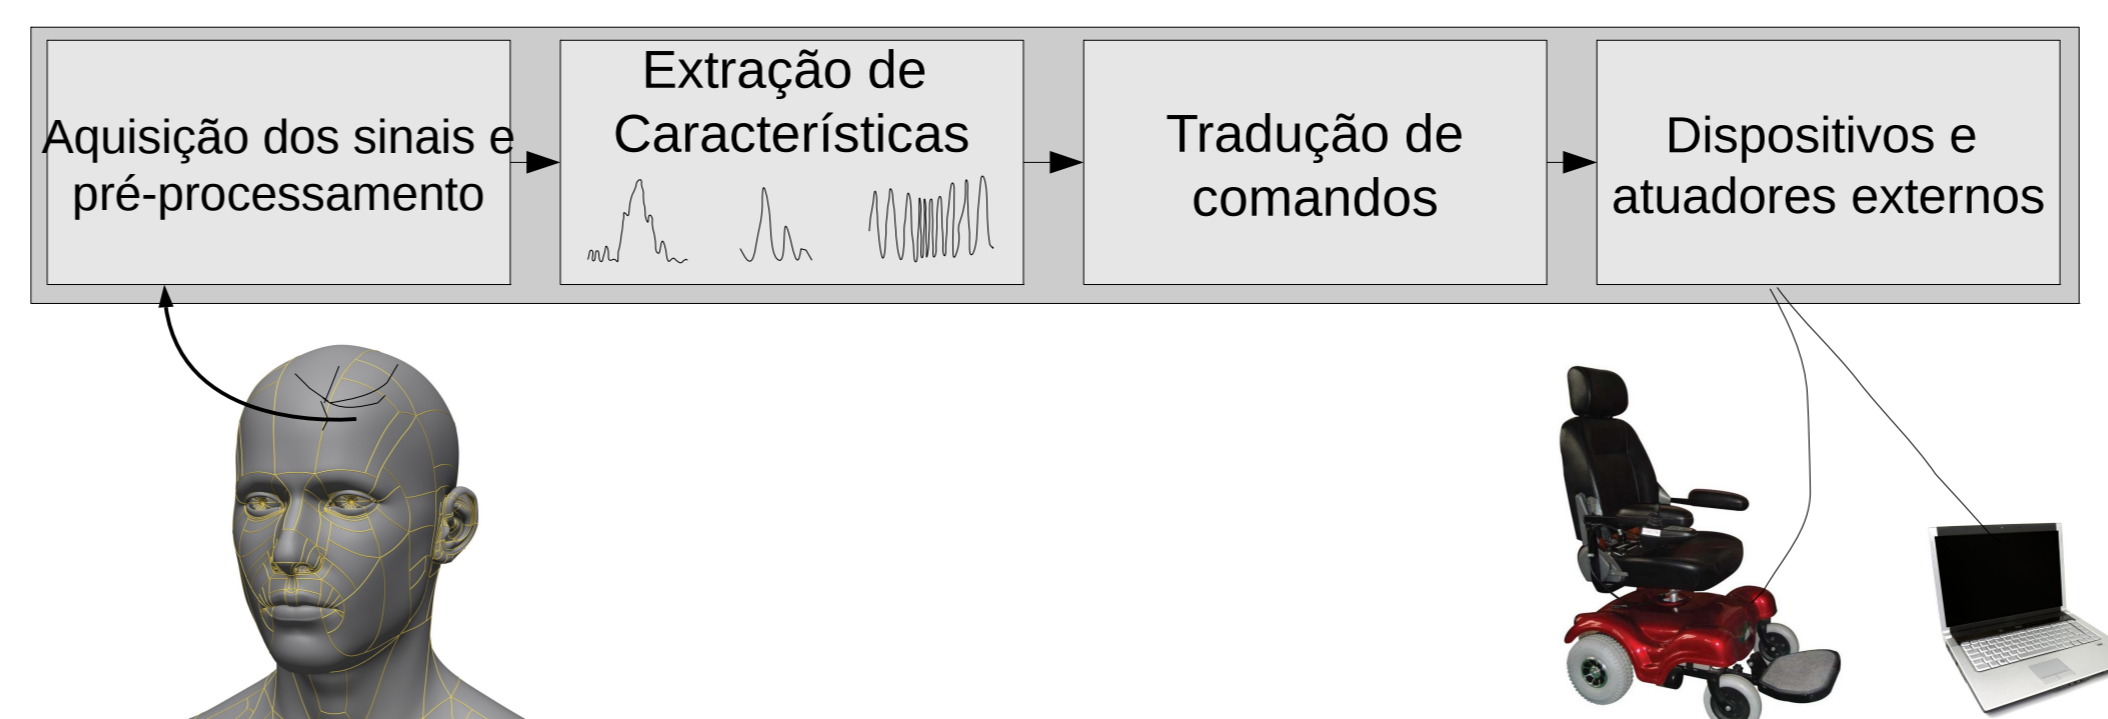 Aquisição dos sinais e
pré-processamento
Extração de
Características
Tradução de
comandos
Dispositivos e
atuadores externos